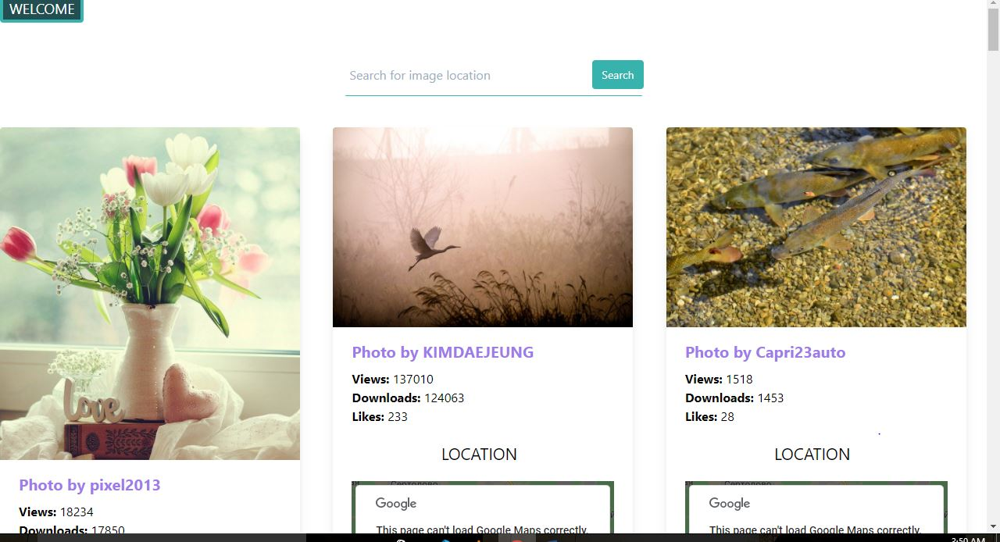 WELCOME
Search for image location
Search
love
Photo by pixel2013
Views: 18234
Downloads: 17850
Photo by KIMDAEJEUNG
Views: 137010
Downloads: 124063
Likes: 233
LOCATION
Сертолово
Google
This page can't load Google Maps correctly.
Photo by Capri23auto
Views: 1518
Downloads: 1453
Likes: 28
LOCATION
Сертолово
Google
This page can't load Google Maps correctly.
3:50 AM